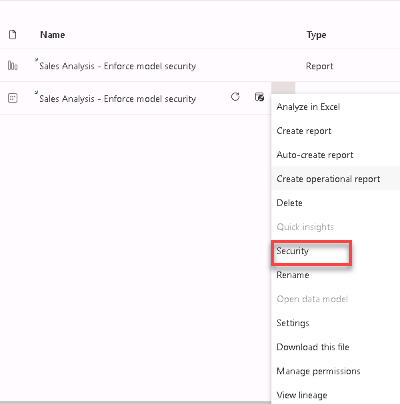 Name Type
Sales Analysis - Enforce model security Report
Sales Analysis - Enforce model security
Analyze in Excel
Create report
Auto-create report
Create operational report
Delete
Quick insights
Security
Rename
Open data model
Settings
Download this file
Manage permissions
View lineage